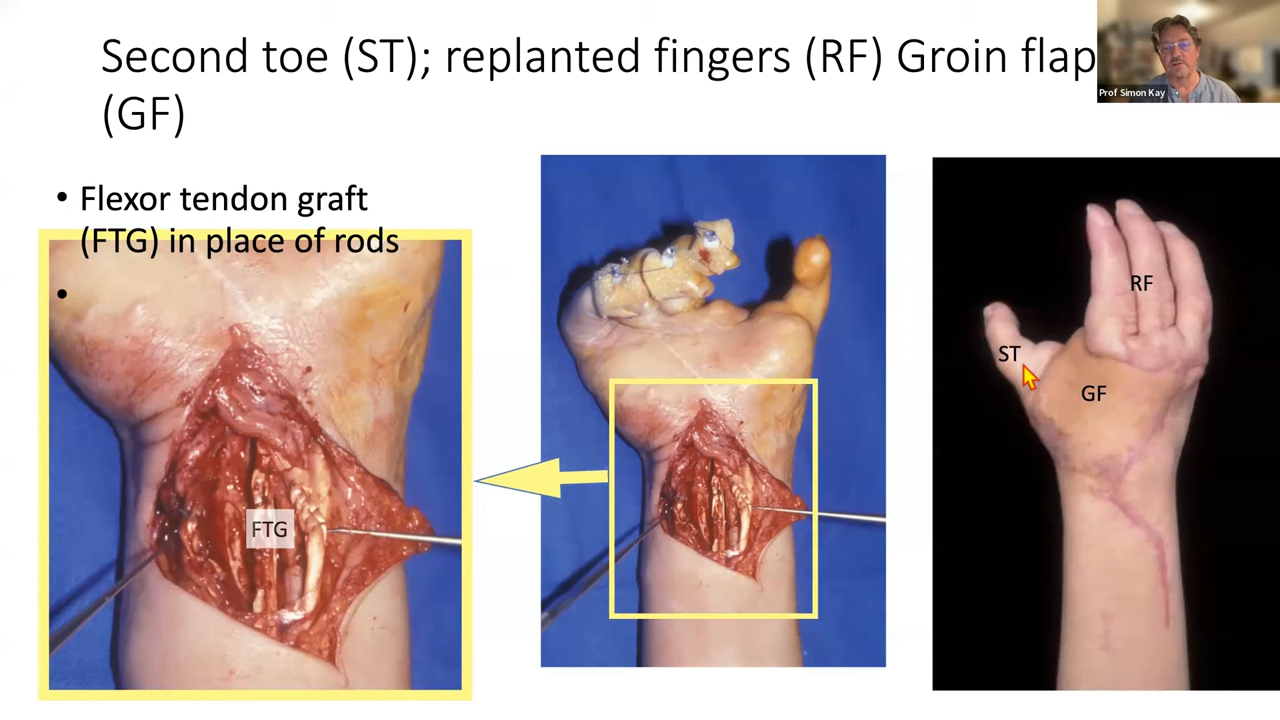 Second toe (ST); replanted fingers (RF) Groin flap
(GF)
Prof Simon Kay
• Flexor tendon graft
(FTG) in place of rods
•
FTG
RF
ST
GF